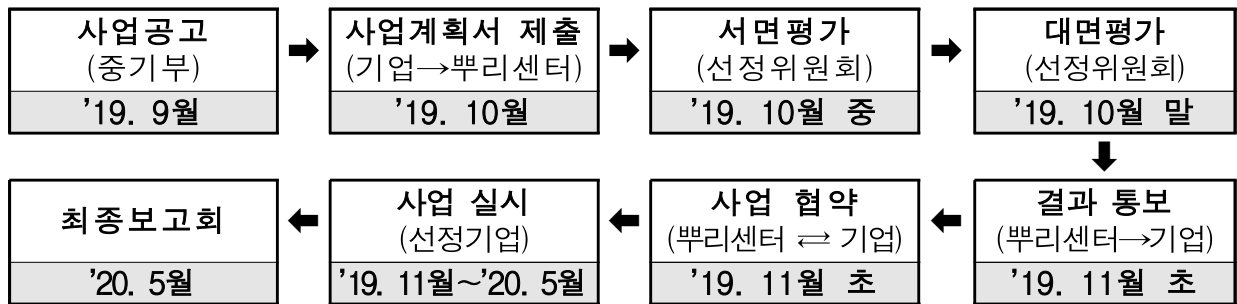 사업공고
(중기부)
'19. 9월
➡
사업계획서 제출
(기업→뿌리센터)
'19. 10월
➡
서면평가
(선정위원회)
'19. 10월 중
➡
대면평가
(선정위원회)
'19. 10월 말
⬇
결과 통보
(뿌리센터→기업)
'19. 11월 초
⬅
사업 협약
(뿌리센터 ⇄ 기업)
'19. 11월 초
⬅
사업 실시
(선정기업)
'19. 11월~'20. 5월
⬅
최종보고회
'20. 5월